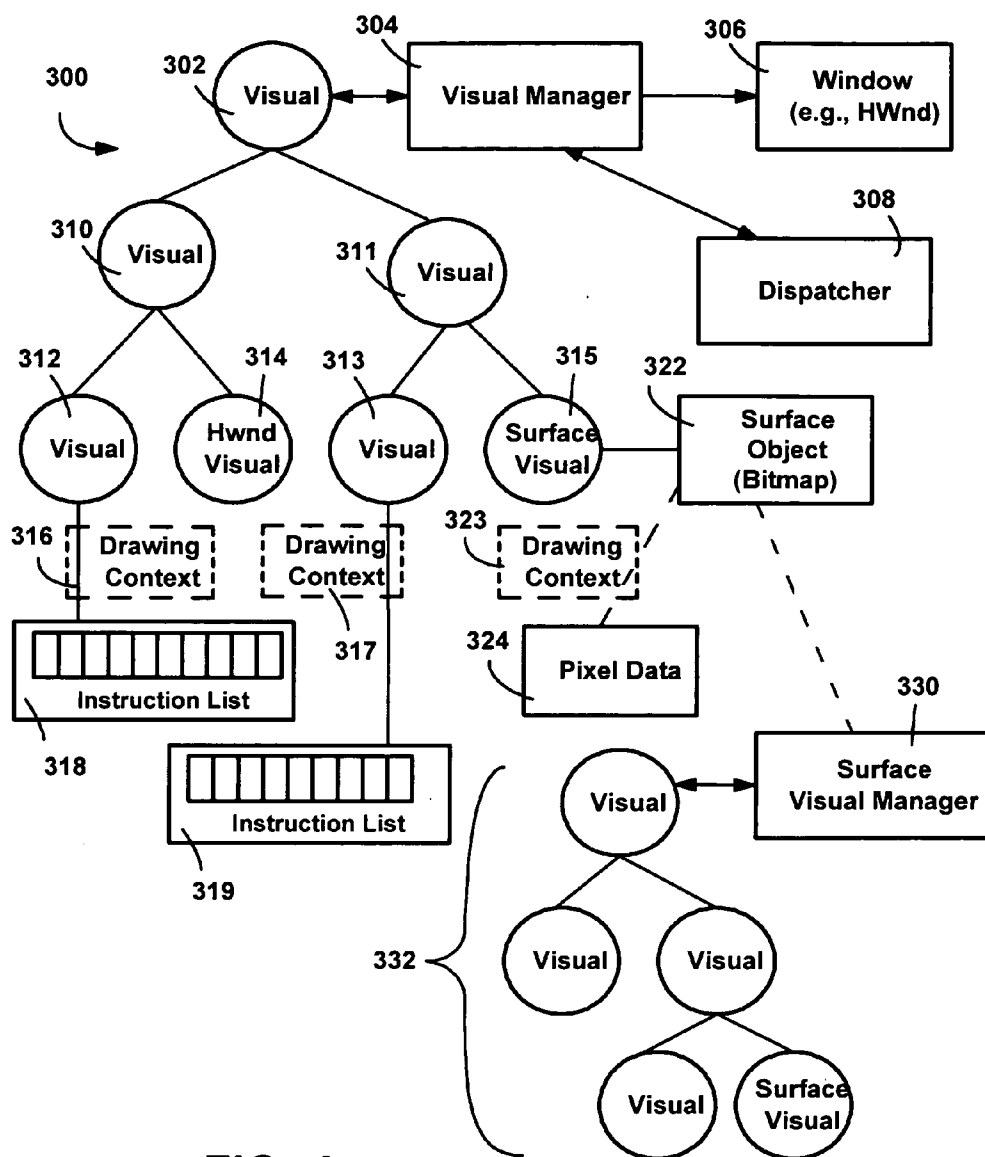 304
306
302
300
Visual
Visual Manager
Window
(e.g., HWnd)
310
308
311
Visual
Visual
Dispatcher
312
314
313
315
322
Visual
Hwnd
Visual
Visual
Surface
Visual
Surface
Object
(Bitmap)
316
Drawing
Context
Drawing
Context
323
Drawing
Context
317
324
Pixel Data
Instruction List
318
330
Instruction List
319
Visual
Surface
Visual Manager
332
Visual
Visual
Visual
Surface
Visual